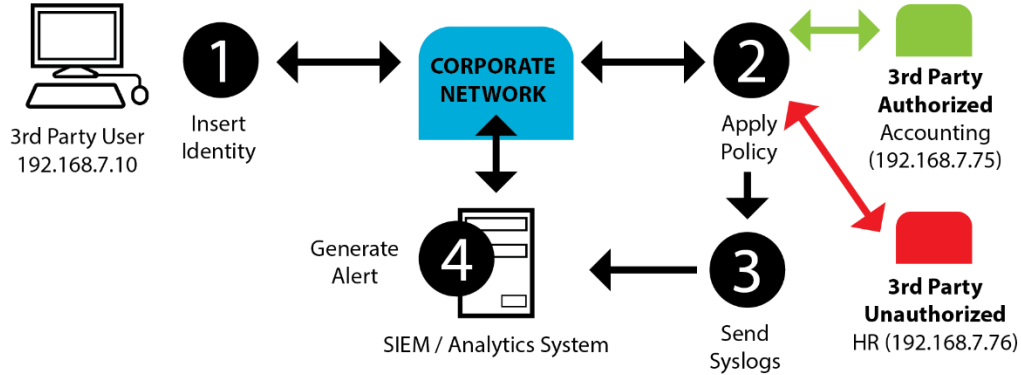 3rd Party User
192.168.7.10
1
Insert
Identity
CORPORATE
NETWORK
2
Apply
Policy
3rd Party
Authorized
Accounting
(192.168.7.75)
3rd Party
Unauthorized
HR (192.168.7.76)
3
Send
Syslogs
Generate
Alert
4
SIEM / Analytics System